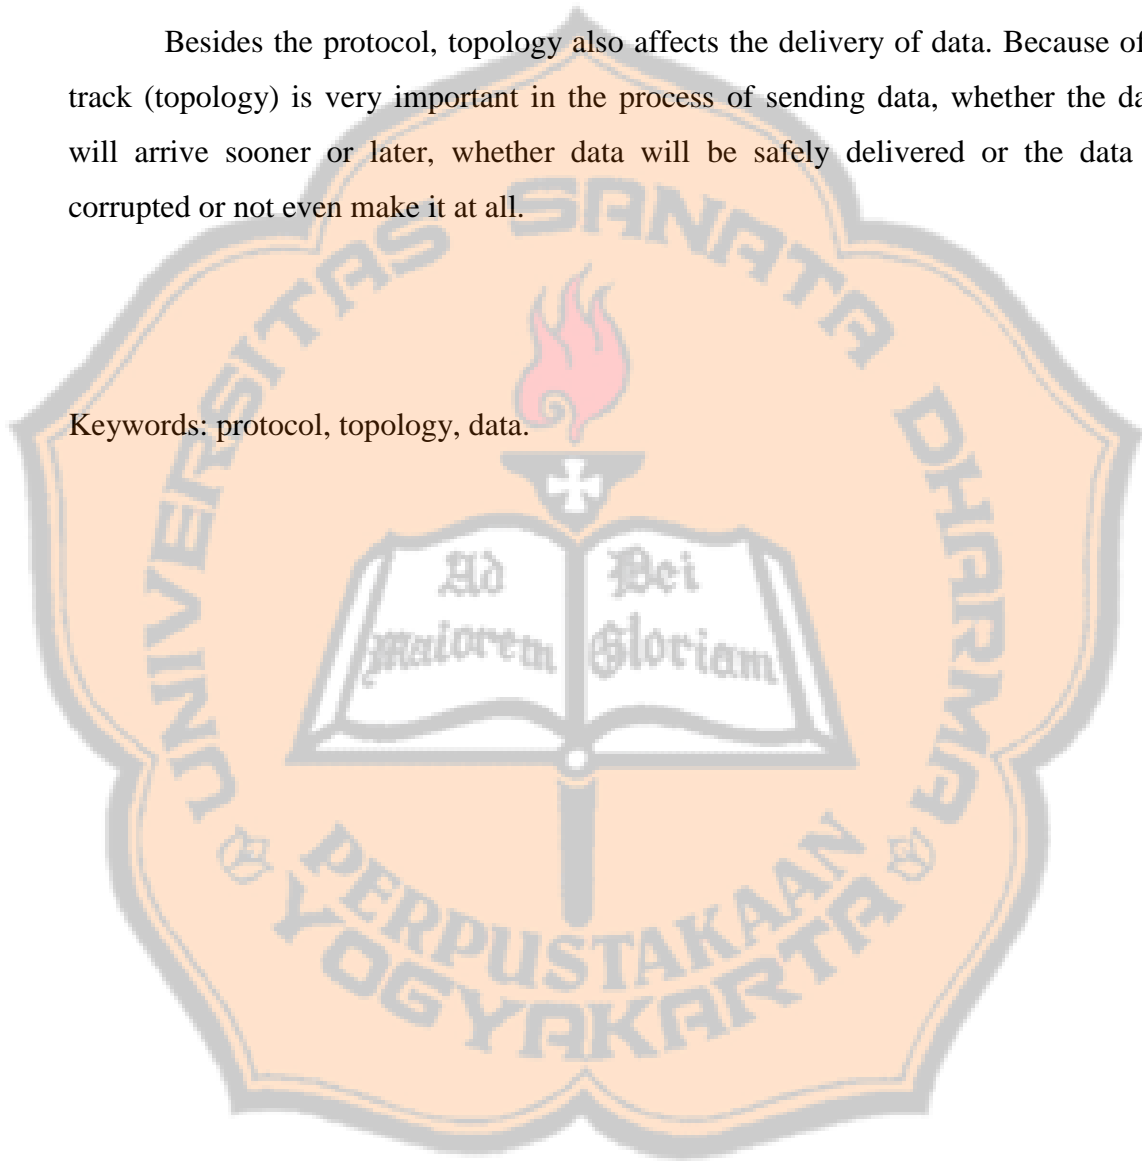 Besides the protocol, topology also affects the delivery of data. Because of
track (topology) is very important in the process of sending data, whether the da
will arrive sooner or later, whether data will be safely delivered or the data
corrupted or not even make it at all.
Keywords: protocol, topology, data.
UNIVERSITAS SANATA DHARMA
Ad Dei
Maiorem Gloriam
PERPUSTAKAAN
YOGYAKARTA